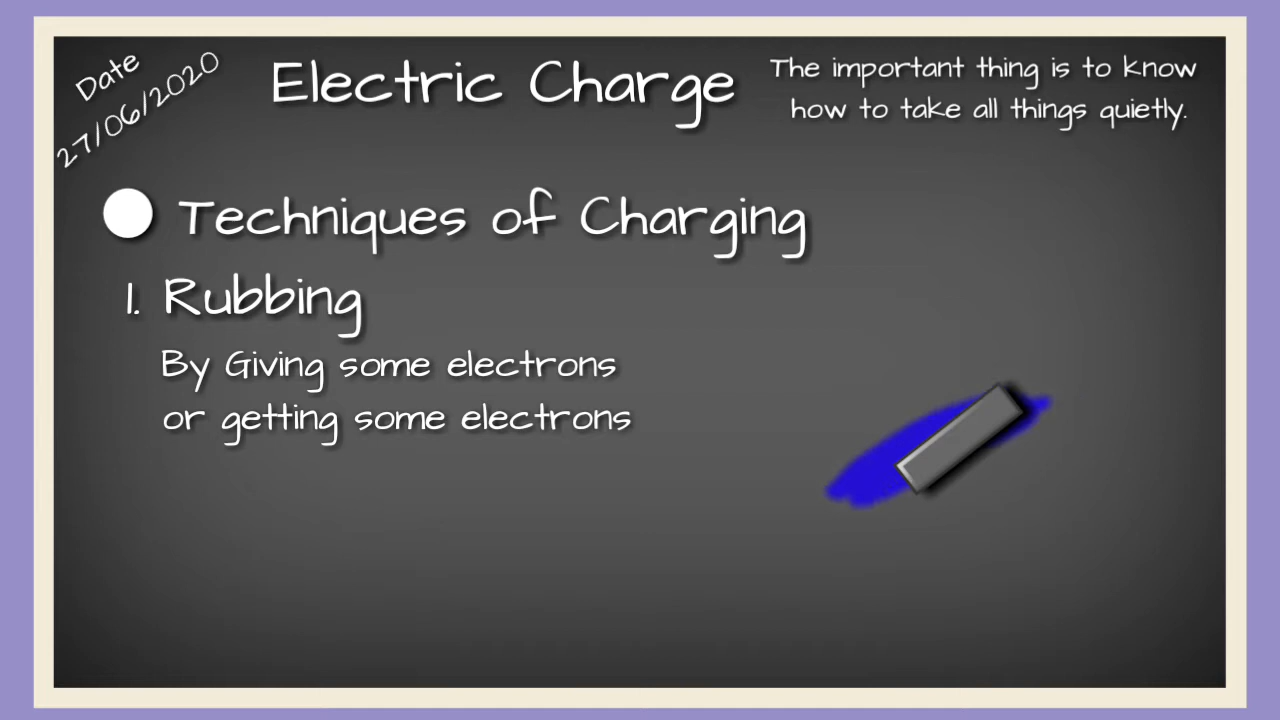 Date
27/06/2020
Electric Charge
The important thing is to know
how to take all things quietly.
Techniques of Charging
1. Rubbing
By Giving some electrons
or getting some electrons